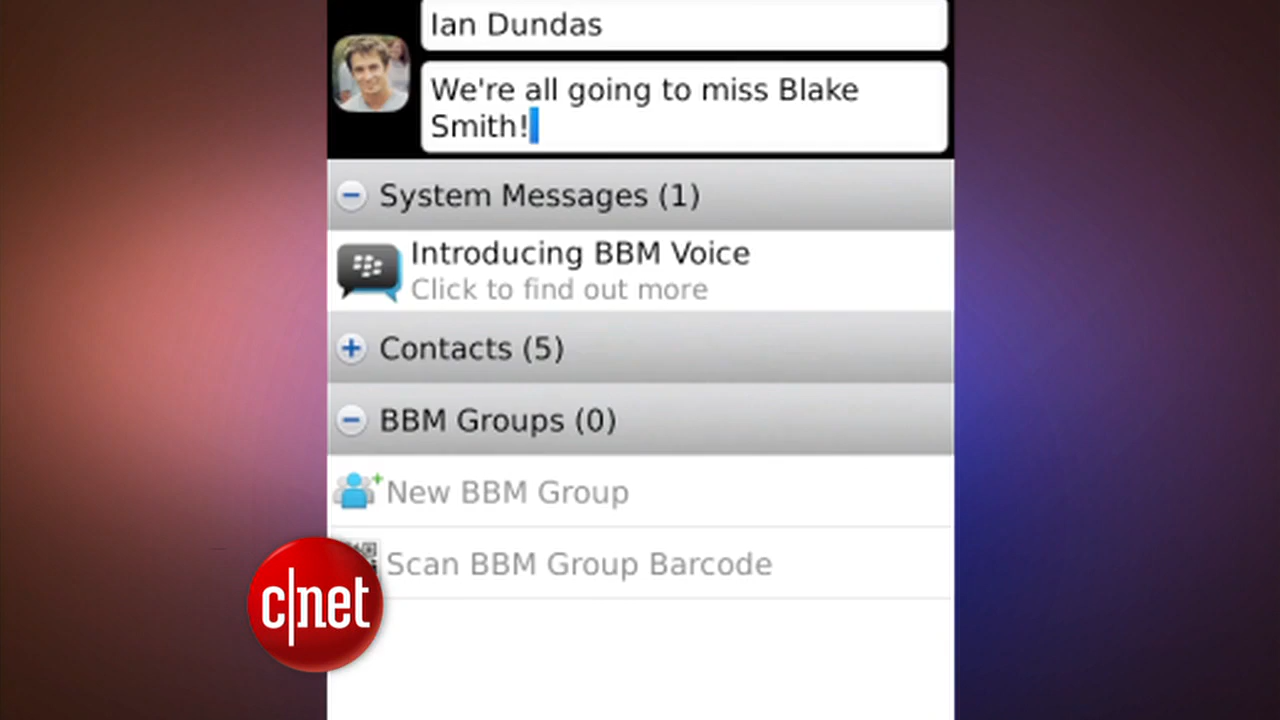 Ian Dundas
We're all going to miss Blake
Smith!
System Messages (1)
Introducing BBM Voice
Click to find out more
Contacts (5)
BBM Groups (0)
New BBM Group
Scan BBM Group Barcode
c|net